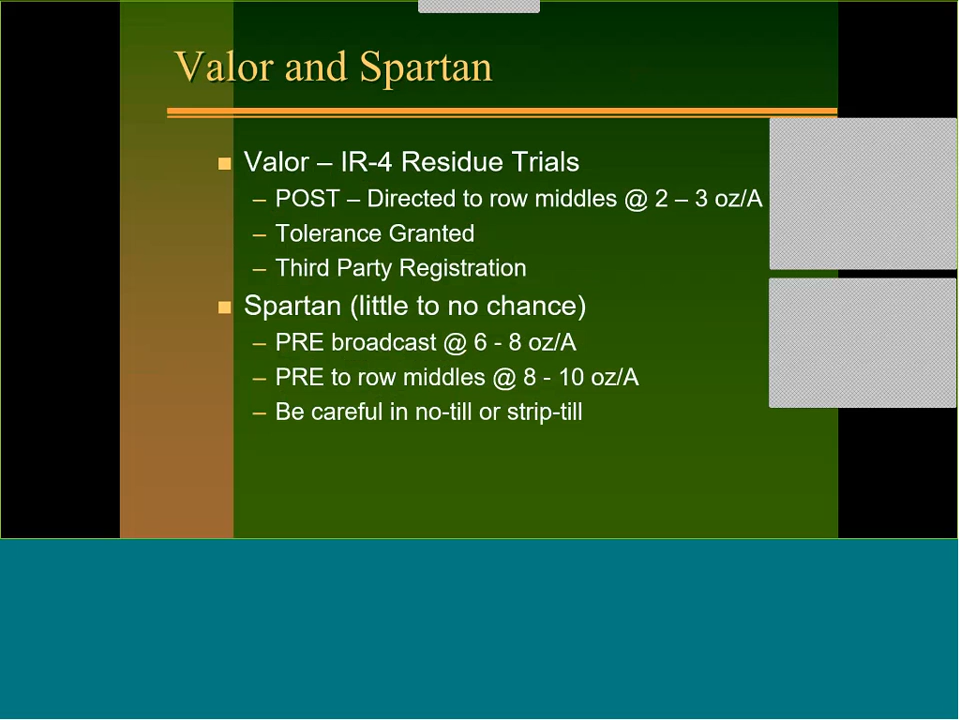 Valor and Spartan
Valor – IR-4 Residue Trials
– POST – Directed to row middles @ 2 – 3 oz/A
– Tolerance Granted
– Third Party Registration
Spartan (little to no chance)
– PRE broadcast @ 6 - 8 oz/A
– PRE to row middles @ 8 - 10 oz/A
– Be careful in no-till or strip-till